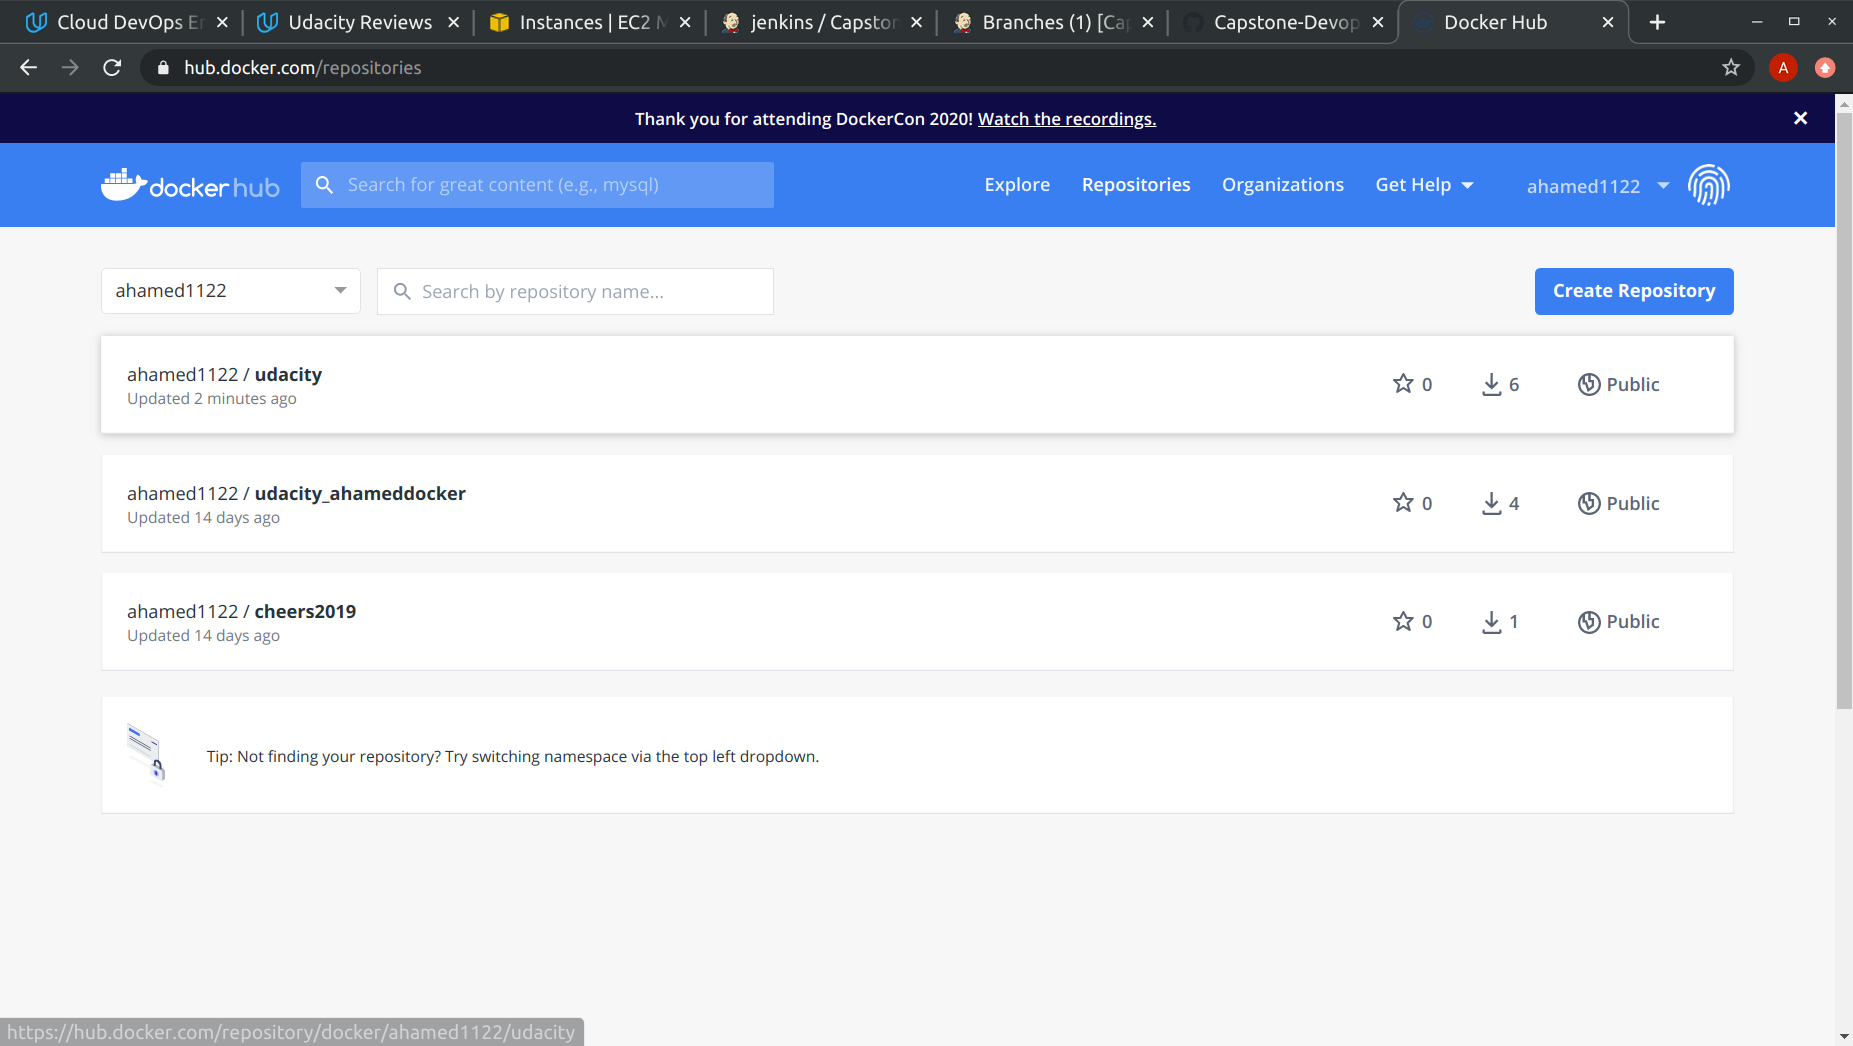 Cloud DevOps En
Udacity Reviews
Instances | EC2 M
jenkins / Capston
Branches (1) [Cap
Capstone-Devop
Docker Hub
hub.docker.com/repositories
A
Thank you for attending DockerCon 2020! Watch the recordings.
docker hub
Search for great content (e.g., mysql)
Explore
Repositories
Organizations
Get Help
ahamed1122
ahamed1122
Search by repository name...
Create Repository
ahamed1122 / udacity
Updated 2 minutes ago
0
6
Public
ahamed1122 / udacity_ahameddocker
Updated 14 days ago
0
4
Public
ahamed1122 / cheers2019
Updated 14 days ago
0
1
Public
Tip: Not finding your repository? Try switching namespace via the top left dropdown.
https://hub.docker.com/repository/docker/ahamed1122/udacity